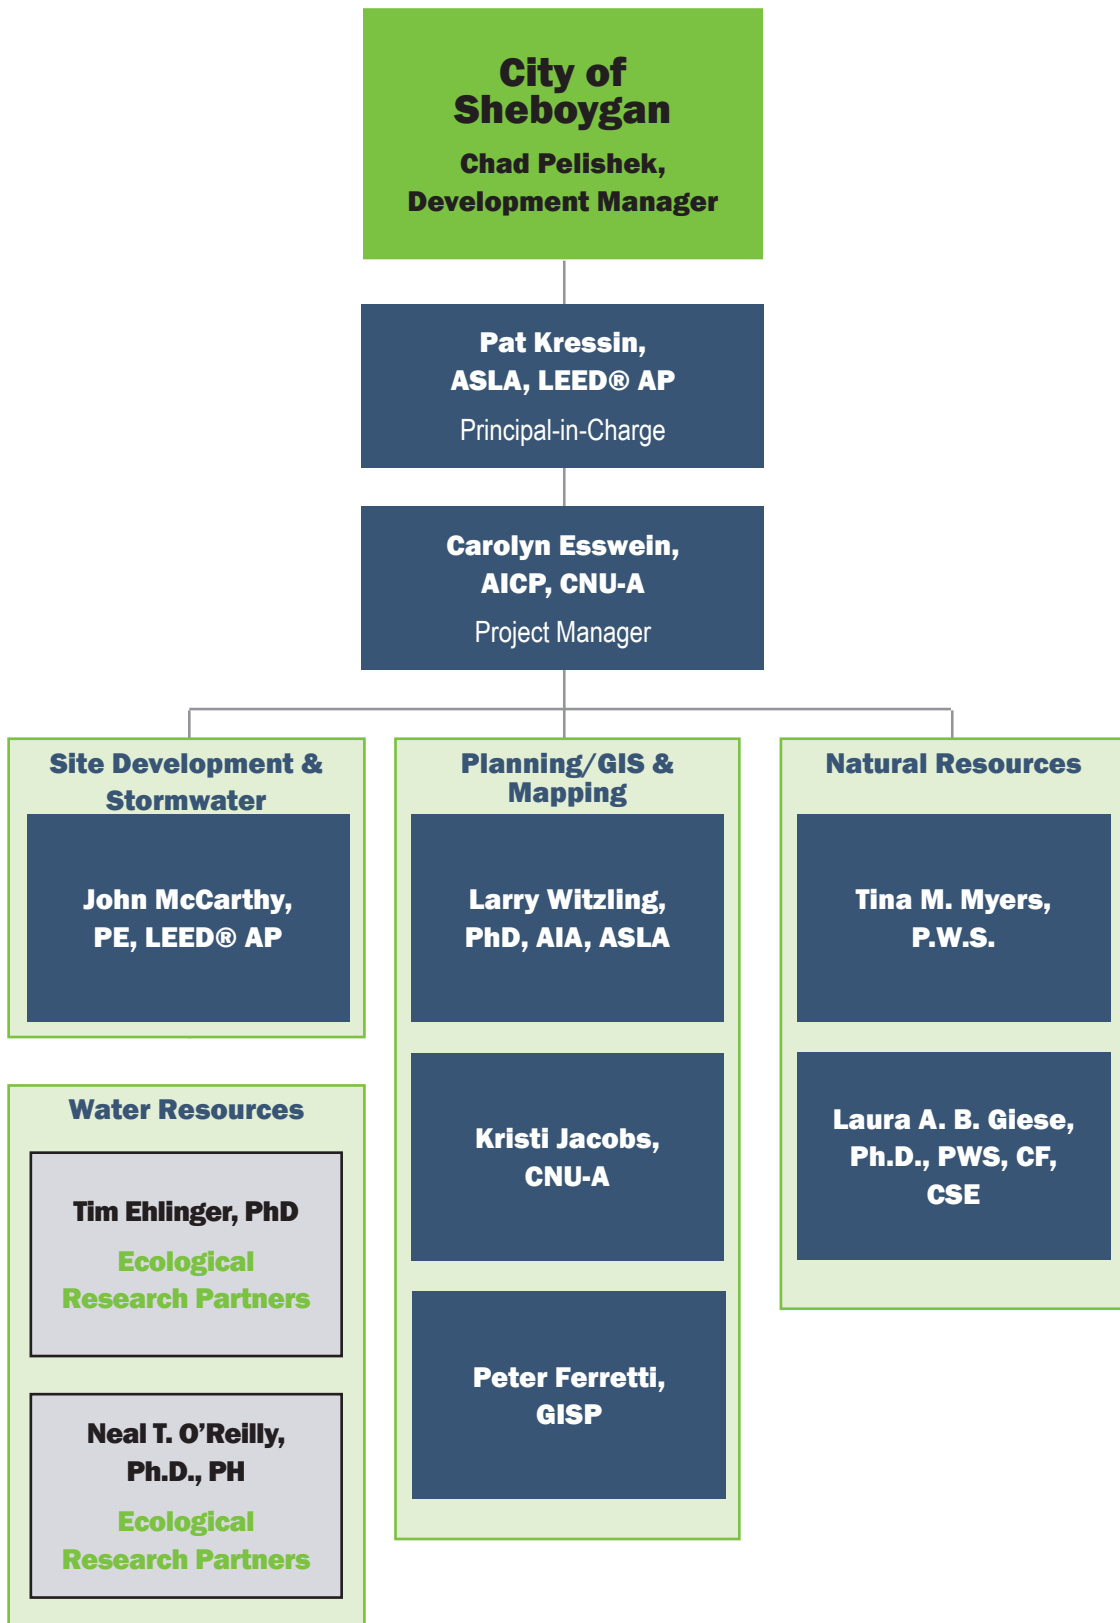 City of
Sheboygan
Chad Pelishek,
Development Manager
Pat Kressin,
ASLA, LEED® AP
Principal-in-Charge
Carolyn Esswein,
AICP, CNU-A
Project Manager
Site Development &
Stormwater
John McCarthy,
PE, LEED® AP
Water Resources
Tim Ehlinger, PhD
Ecological
Research Partners
Neal T. O’Reilly,
Ph.D., PH
Ecological
Research Partners
Planning/GIS &
Mapping
Larry Witzling,
PhD, AIA, ASLA
Kristi Jacobs,
CNU-A
Peter Ferretti,
GISP
Natural Resources
Tina M. Myers,
P.W.S.
Laura A. B. Giese,
Ph.D., PWS, CF,
CSE